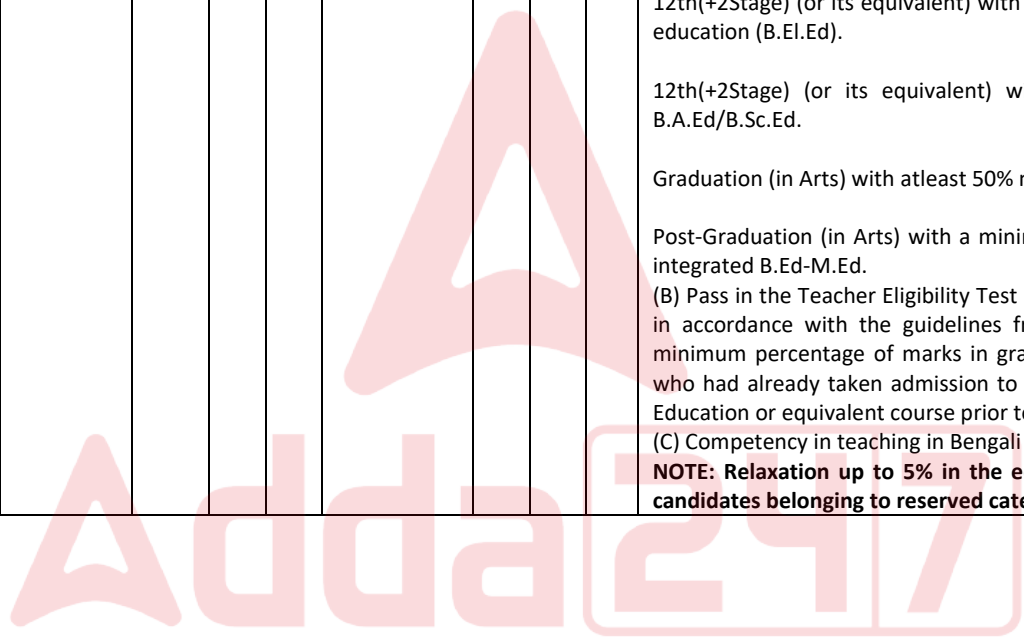 12th(+2Stage) (or its equivalent) with
education (B.El.Ed).
12th(+2Stage) (or its equivalent)
B.A.Ed/B.Sc.Ed.
Graduation (in Arts) with atleast 50%
Post-Graduation (in Arts) with a
integrated B.Ed-M.Ed.
(B) Pass in the Teacher Eligibility Test
in accordance with the guidelines
minimum percentage of marks in
who had already taken admission to
Education or equivalent course prior
(C) Competency in teaching in Bengali
NOTE: Relaxation up to 5% in the
candidates belonging to reserved
Adda247